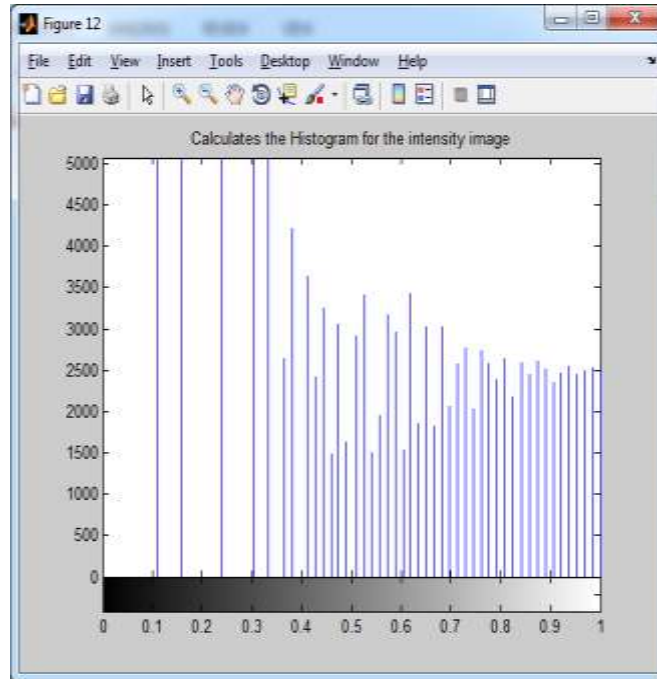 Figure 12
File Edit View Insert Tools Desktop Window Help
Calculates the Histogram for the intensity image
5000
4500
4000
3500
3000
2500
2000
1500
1000
500
0
0 0.1 0.2 0.3 0.4 0.5 0.6 0.7 0.8 0.9 1